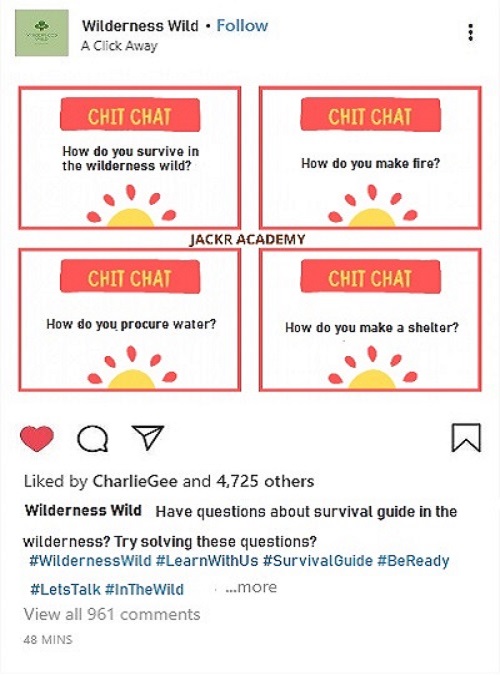 Wilderness Wild • Follow
A Click Away
CHIT CHAT
How do you survive in
the wilderness wild?
CHIT CHAT
How do you make fire?
JACKR ACADEMY
CHIT CHAT
How do you procure water?
CHIT CHAT
How do you make a shelter?
Liked by CharlieGee and 4,725 others
Wilderness Wild Have questions about survival guide in the
wilderness? Try solving these questions?
#WildernessWild #LearnWithUs #SurvivalGuide #BeReady
#LetsTalk #InTheWild ...more
View all 961 comments
48 MINS